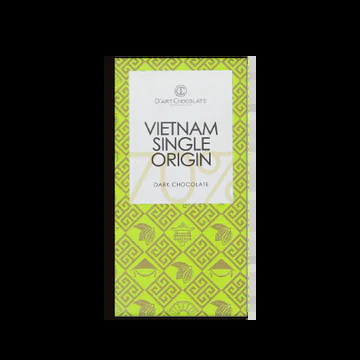 D'ART CHOCOLATE
VIETNAM
SINGLE
ORIGIN
70%
DARK CHOCOLATE